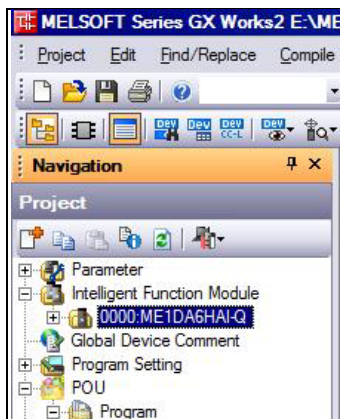 MELSOFT Series GX Works2 E:\ME
Project Edit Find/Replace Compile
Navigation
Project
Parameter
Intelligent Function Module
0000:ME1DA6HAI-Q
Global Device Comment
Program Setting
POU
Program